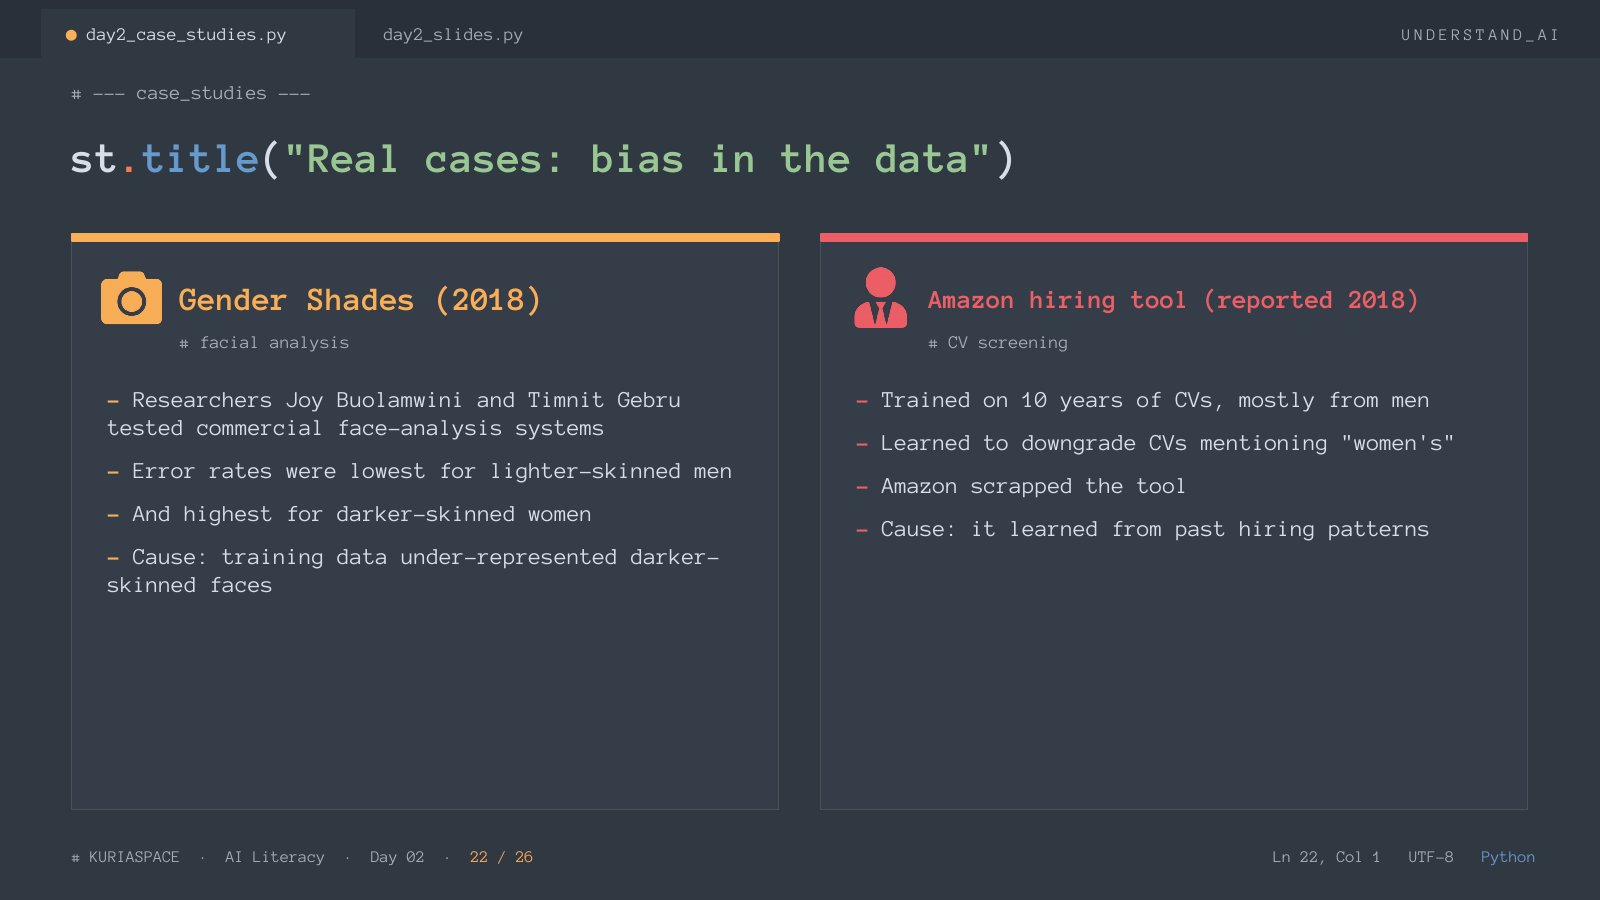 day2_case_studies.py
day2_slides.py
UNDERSTAND_AI
# --- case_studies ---
st.title("Real cases: bias in the data")
Gender Shades (2018)
# facial analysis
- Researchers Joy Buolamwini and Timnit Gebru
tested commercial face-analysis systems
- Error rates were lowest for lighter-skinned men
- And highest for darker-skinned women
- Cause: training data under-represented darker-
skinned faces
Amazon hiring tool (reported 2018)
# CV screening
- Trained on 10 years of CVs, mostly from men
- Learned to downgrade CVs mentioning "women's"
- Amazon scrapped the tool
- Cause: it learned from past hiring patterns
# KURIASPACE · AI Literacy · Day 02 · 22 / 26
Ln 22, Col 1 UTF-8 Python